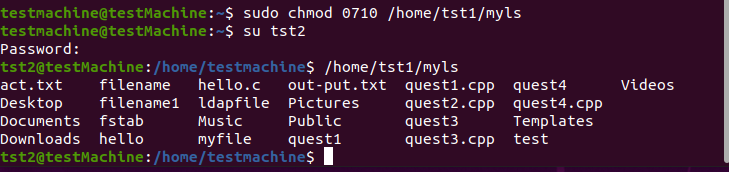 testmachine@testMachine:~$ sudo chmod 0710 /home/tst1/myls
testmachine@testMachine:~$ su tst2
Password:
tst2@testMachine:/home/testmachine$ /home/tst1/myls
act.txt    filename   hello.c   out-put.txt  quest1.cpp  quest4      Videos
Desktop    filename1  ldapfile  Pictures     quest2.cpp  quest4.cpp
Documents  fstab      Music     Public       quest3      Templates
Downloads  hello      myfile    quest1       quest3.cpp  test
tst2@testMachine:/home/testmachine$